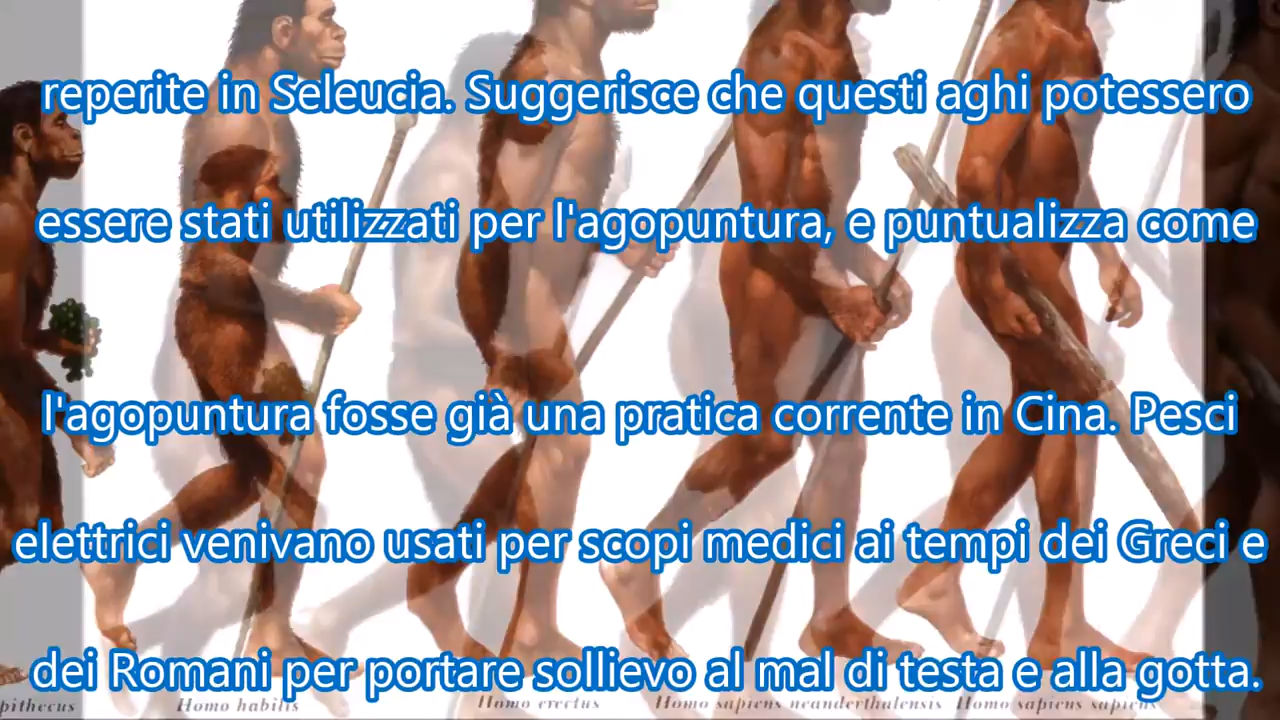 reperite in Seleucia. Suggerisce che questi aghi potessero
essere stati utilizzati per l'agopuntura, e puntualizza come
l'agopuntura fosse già una pratica corrente in Cina. Pesci
elettrici venivano usati per scopi medici ai tempi dei Greci e
dei Romani per portare sollievo al mal di testa e alla gotta.
pithecus Homo habilis Homo erectus Homo sapiens neanderthalensis Homo sapiens sapiens